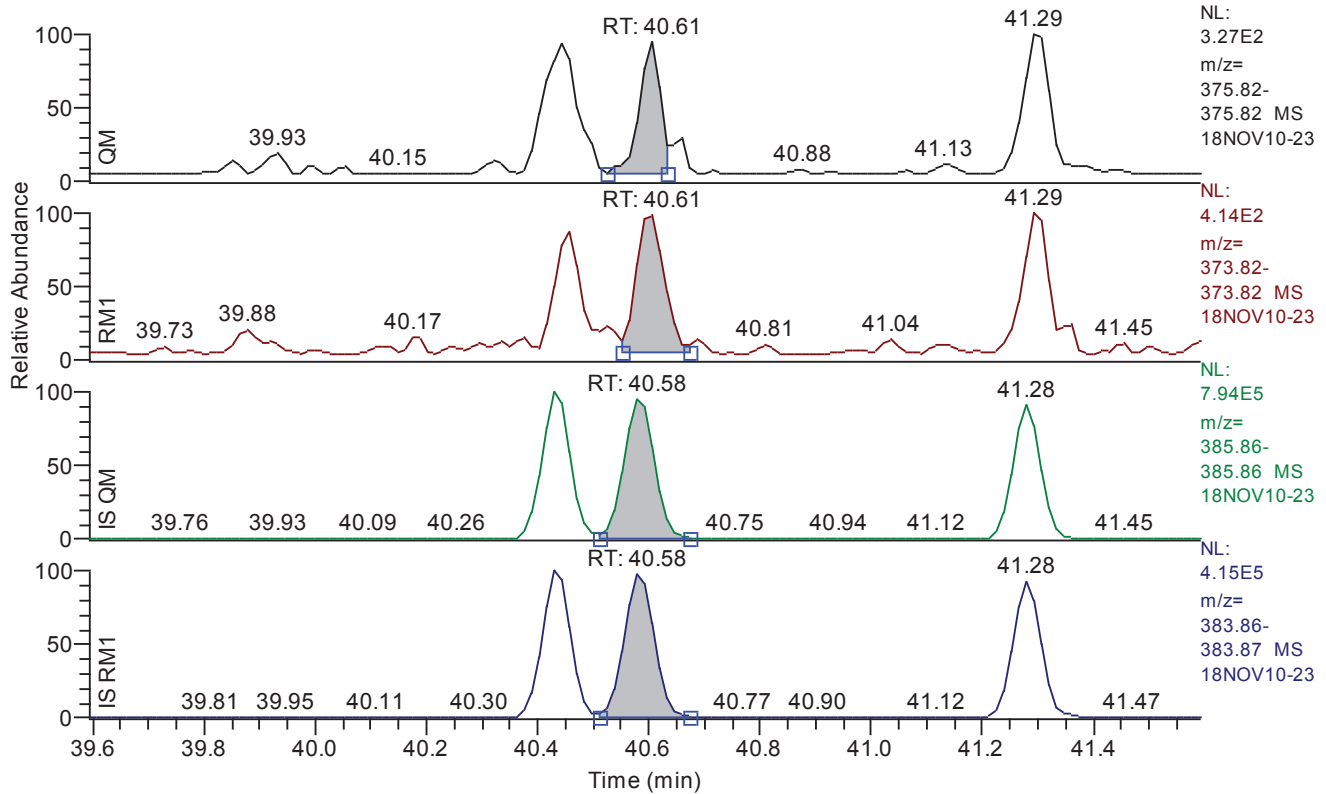 Relative Abundance
QM
100
50
0
39.93
40.15
RT: 40.61
40.88
41.13
41.29
NL:
3.27E2
m/z=
375.82-
375.82 MS
18NOV10-23
RM1
100
50
0
39.73
39.88
40.17
RT: 40.61
40.81
41.04
41.29
41.45
NL:
4.14E2
m/z=
373.82-
373.82 MS
18NOV10-23
IS QM
100
50
0
39.76
39.93
40.09
40.26
RT: 40.58
40.75
40.94
41.12
41.28
41.45
NL:
7.94E5
m/z=
385.86-
385.86 MS
18NOV10-23
IS RM1
100
50
0
39.81
39.95
40.11
40.30
RT: 40.58
40.77
40.90
41.12
41.28
41.47
NL:
4.15E5
m/z=
383.86-
383.87 MS
18NOV10-23
39.6 39.8 40.0 40.2 40.4 40.6 40.8 41.0 41.2 41.4
Time (min)